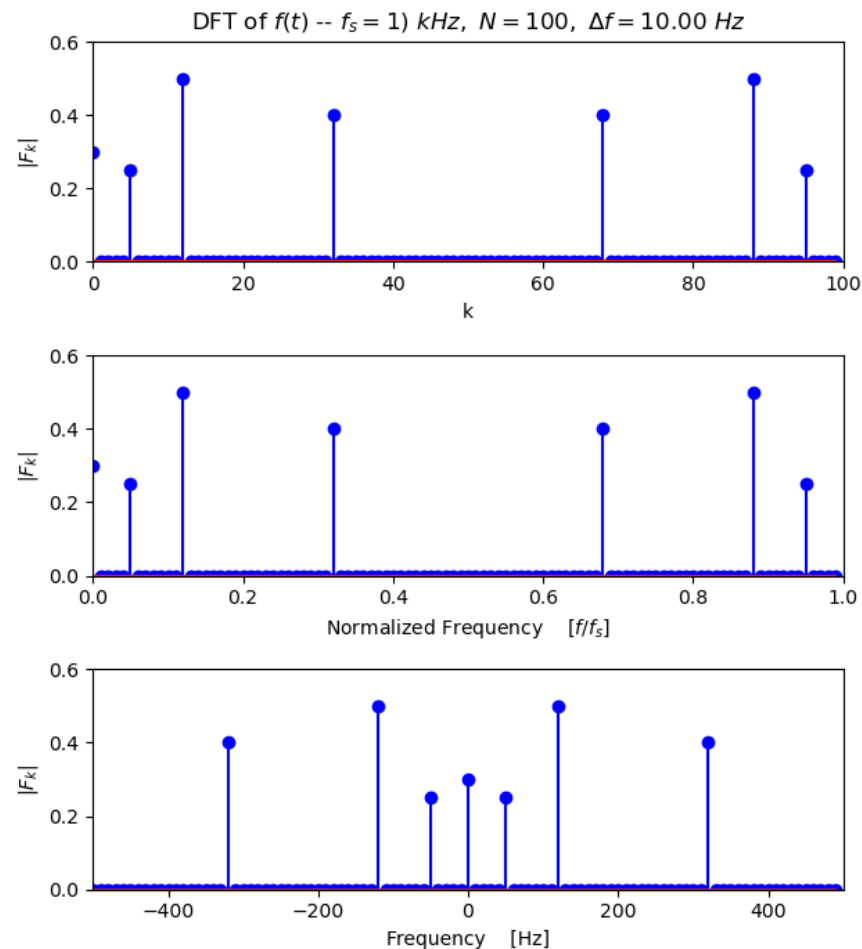 DFT of f(t) -- f_s = 1) kHz, N = 100, Δf = 10.00 Hz
0.6
0.4
0.2
0.0
|F_k|
0 20 40 60 80 100
k
0.6
0.4
0.2
0.0
|F_k|
0.0 0.2 0.4 0.6 0.8 1.0
Normalized Frequency [f/f_s]
0.6
0.4
0.2
0.0
|F_k|
−400 −200 0 200 400
Frequency [Hz]